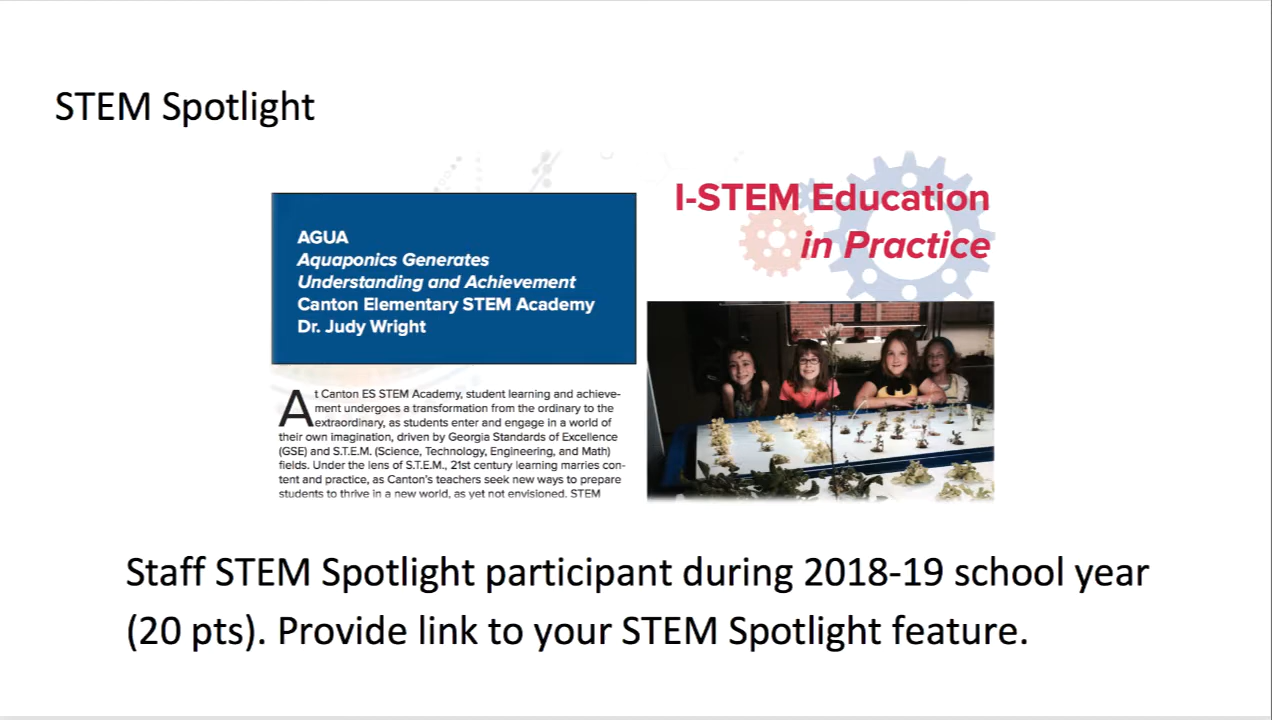 STEM Spotlight
I-STEM Education
in Practice
AGUA
Aquaponics Generates
Understanding and Achievement
Canton Elementary STEM Academy
Dr. Judy Wright
At Canton ES STEM Academy, student learning and achieve-
ment undergoes a transformation from the ordinary to the
extraordinary, as students enter and engage in a world of
their own imagination, driven by Georgia Standards of Excellence
(GSE) and S.T.E.M. (Science, Technology, Engineering, and Math)
fields. Under the lens of S.T.E.M., 21st century learning marries con-
tent and practice, as Canton's teachers seek new ways to prepare
students to thrive in a new world, as yet not envisioned. STEM
Staff STEM Spotlight participant during 2018-19 school year
(20 pts). Provide link to your STEM Spotlight feature.